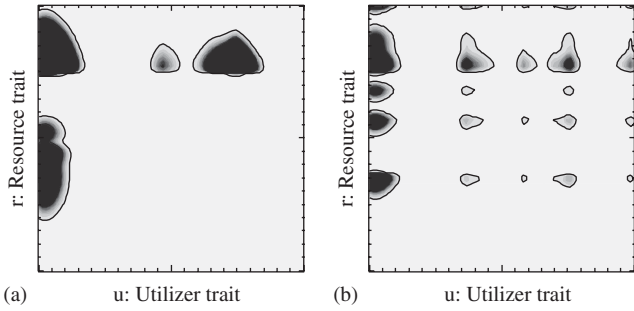 r: Resource trait
r: Resource trait
(a) u: Utilizer trait
(b) u: Utilizer trait